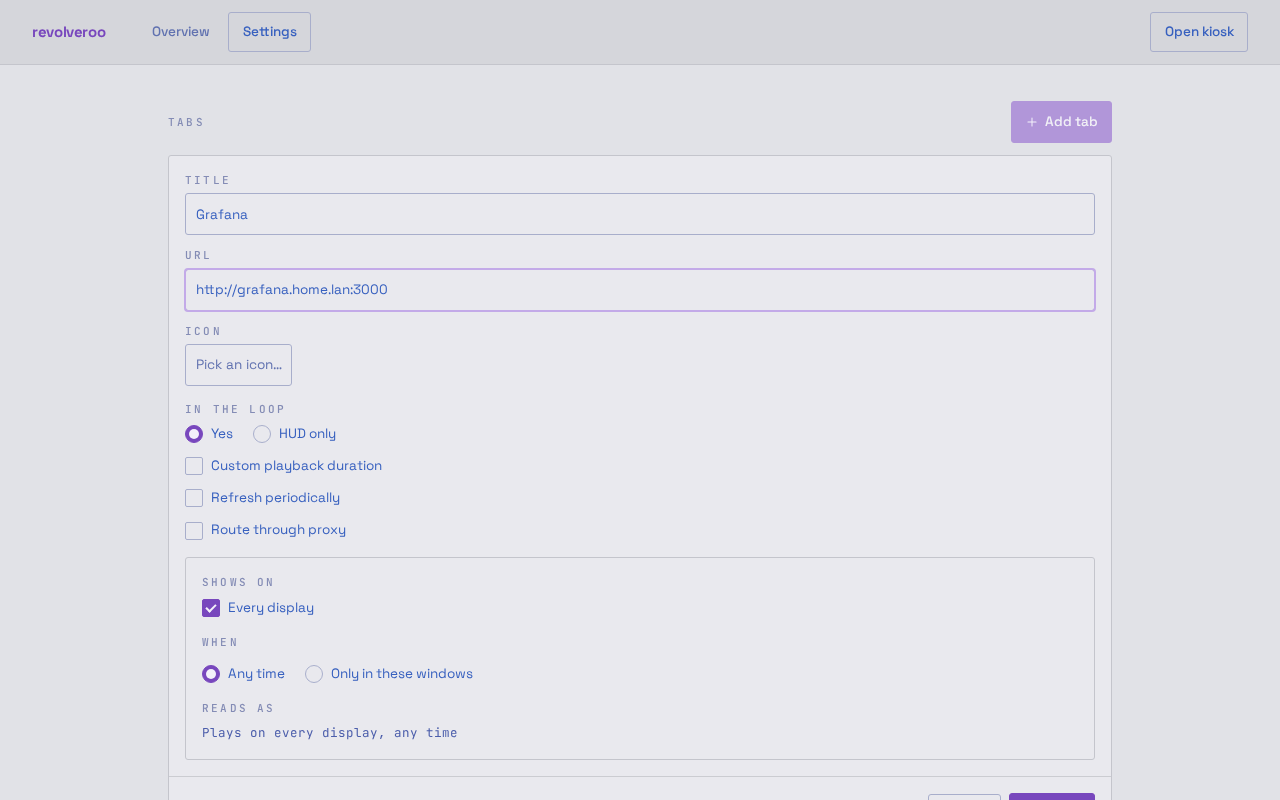 revolveroo
Overview
Settings
Open kiosk
TABS
+ Add tab
TITLE
Grafana
URL
http://grafana.home.lan:3000
ICON
Pick an icon...
IN THE LOOP
Yes
HUD only
Custom playback duration
Refresh periodically
Route through proxy
SHOWS ON
Every display
WHEN
Any time
Only in these windows
READS AS
Plays on every display, any time